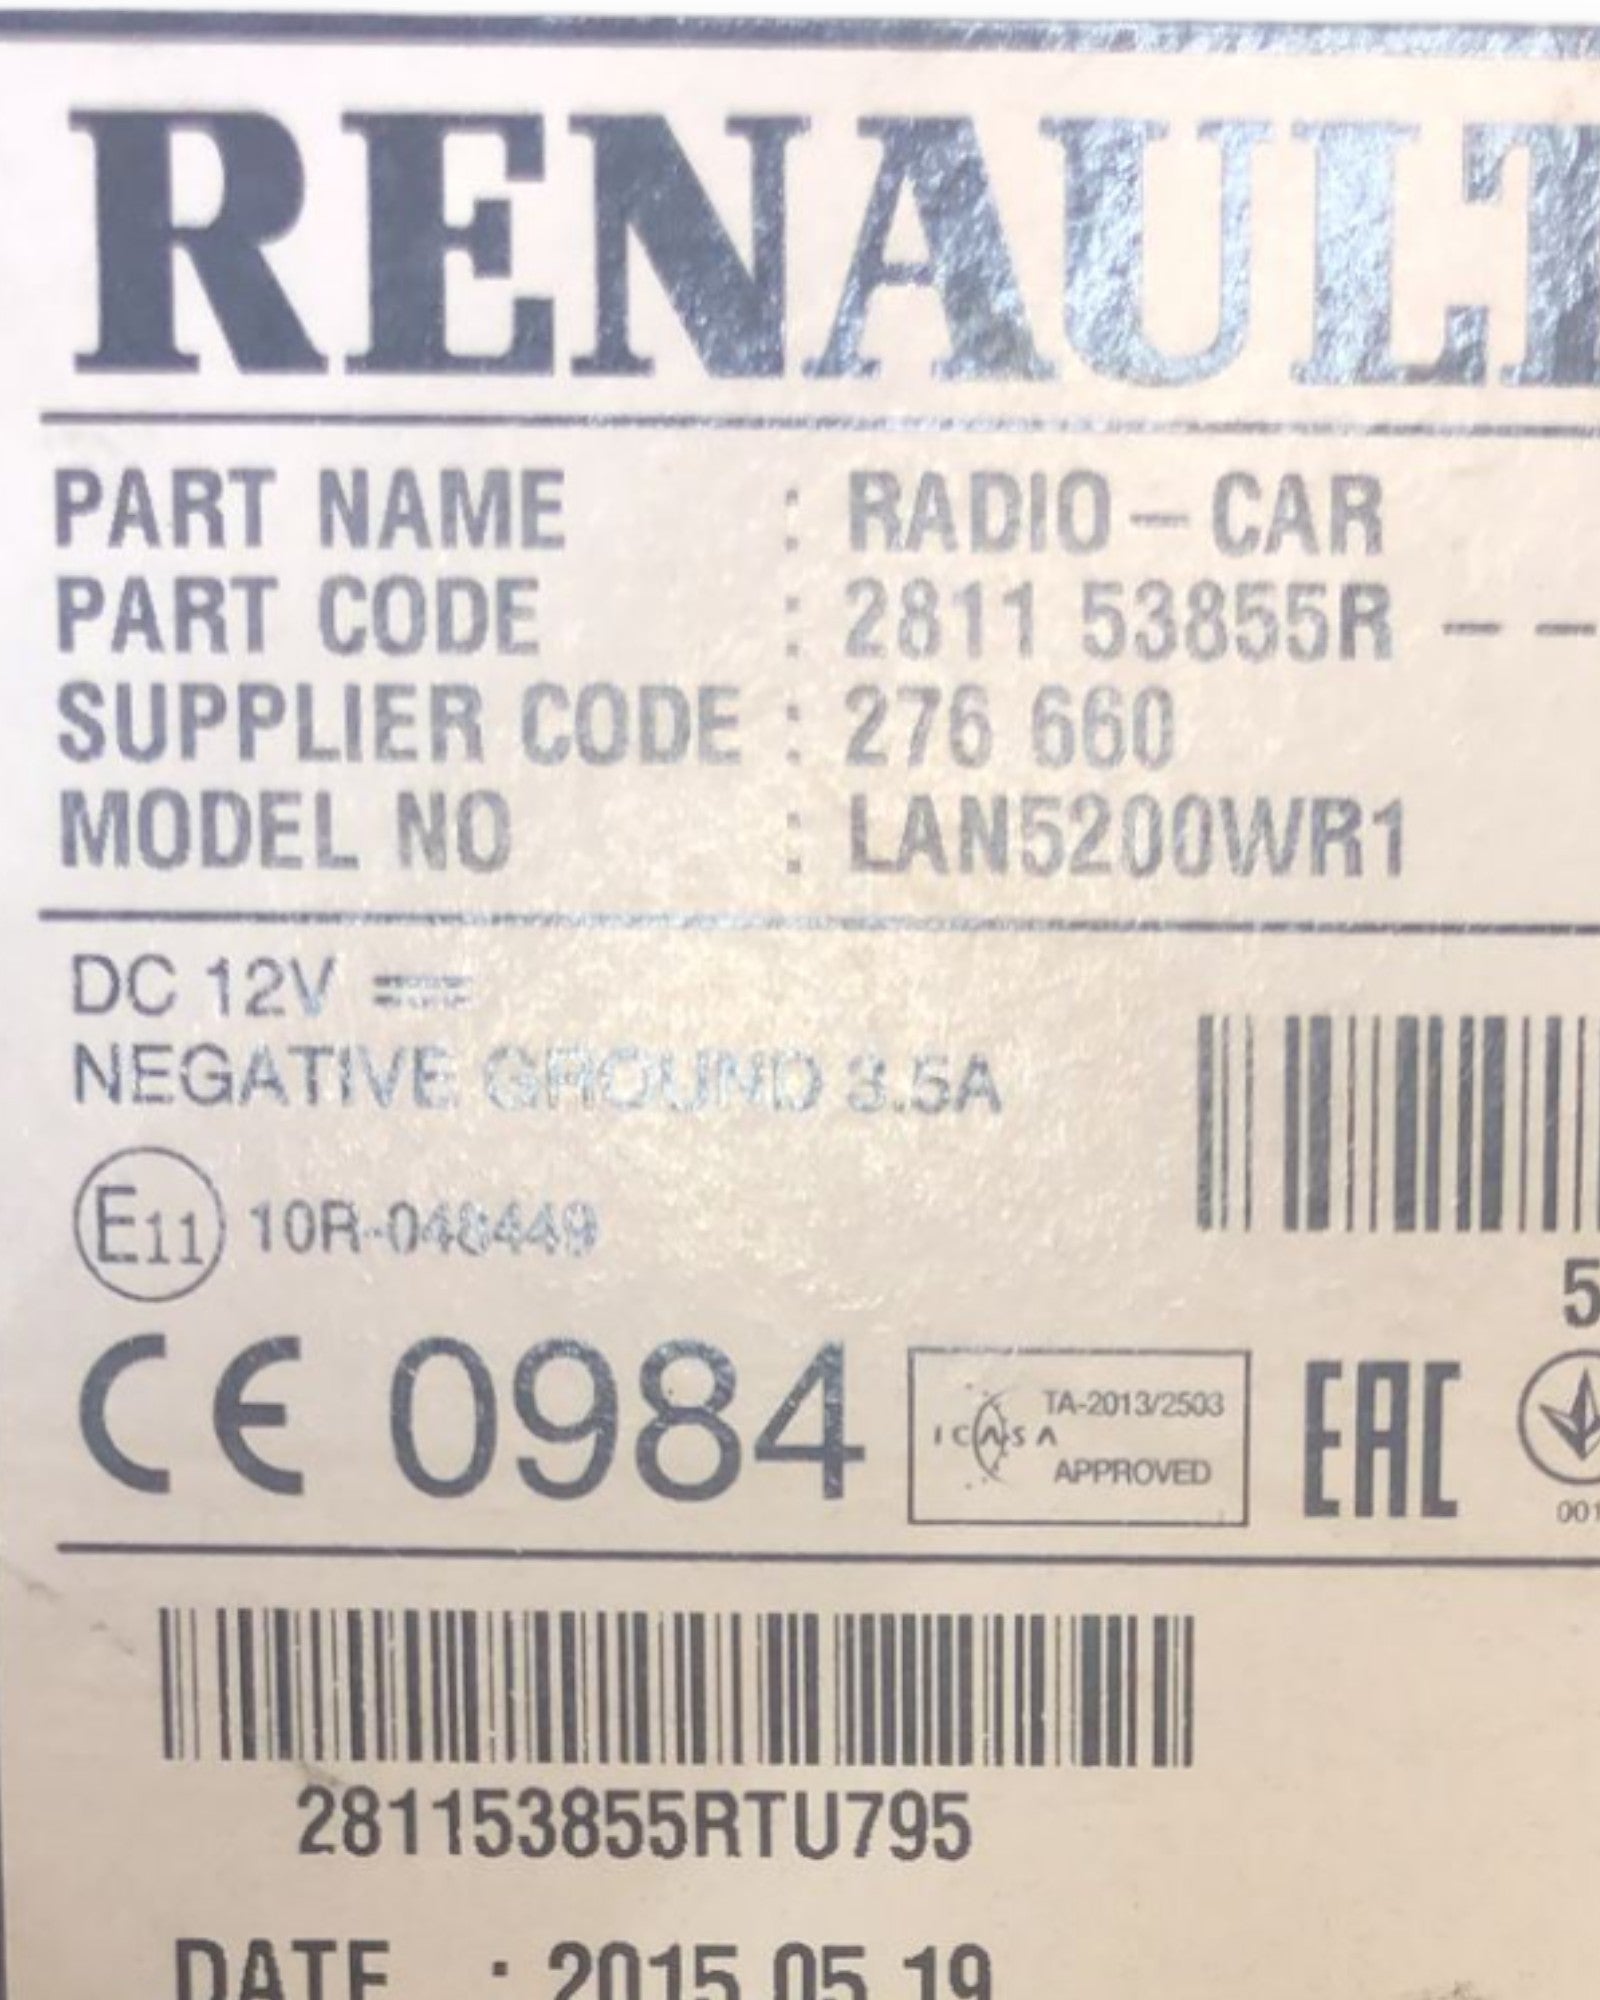 RENAULT
PART NAME : RADIO-CAR
PART CODE : 2811 53855R --
SUPPLIER CODE : 276 660
MODEL NO : LAN5200WR1
DC 12V ⎓
NEGATIVE GROUND 3.5A
E11 10R-048449
5
CE 0984
ICASA TA-2013/2503
APPROVED
EAC
001
281153855RTU795
DATE : 2015.05.19